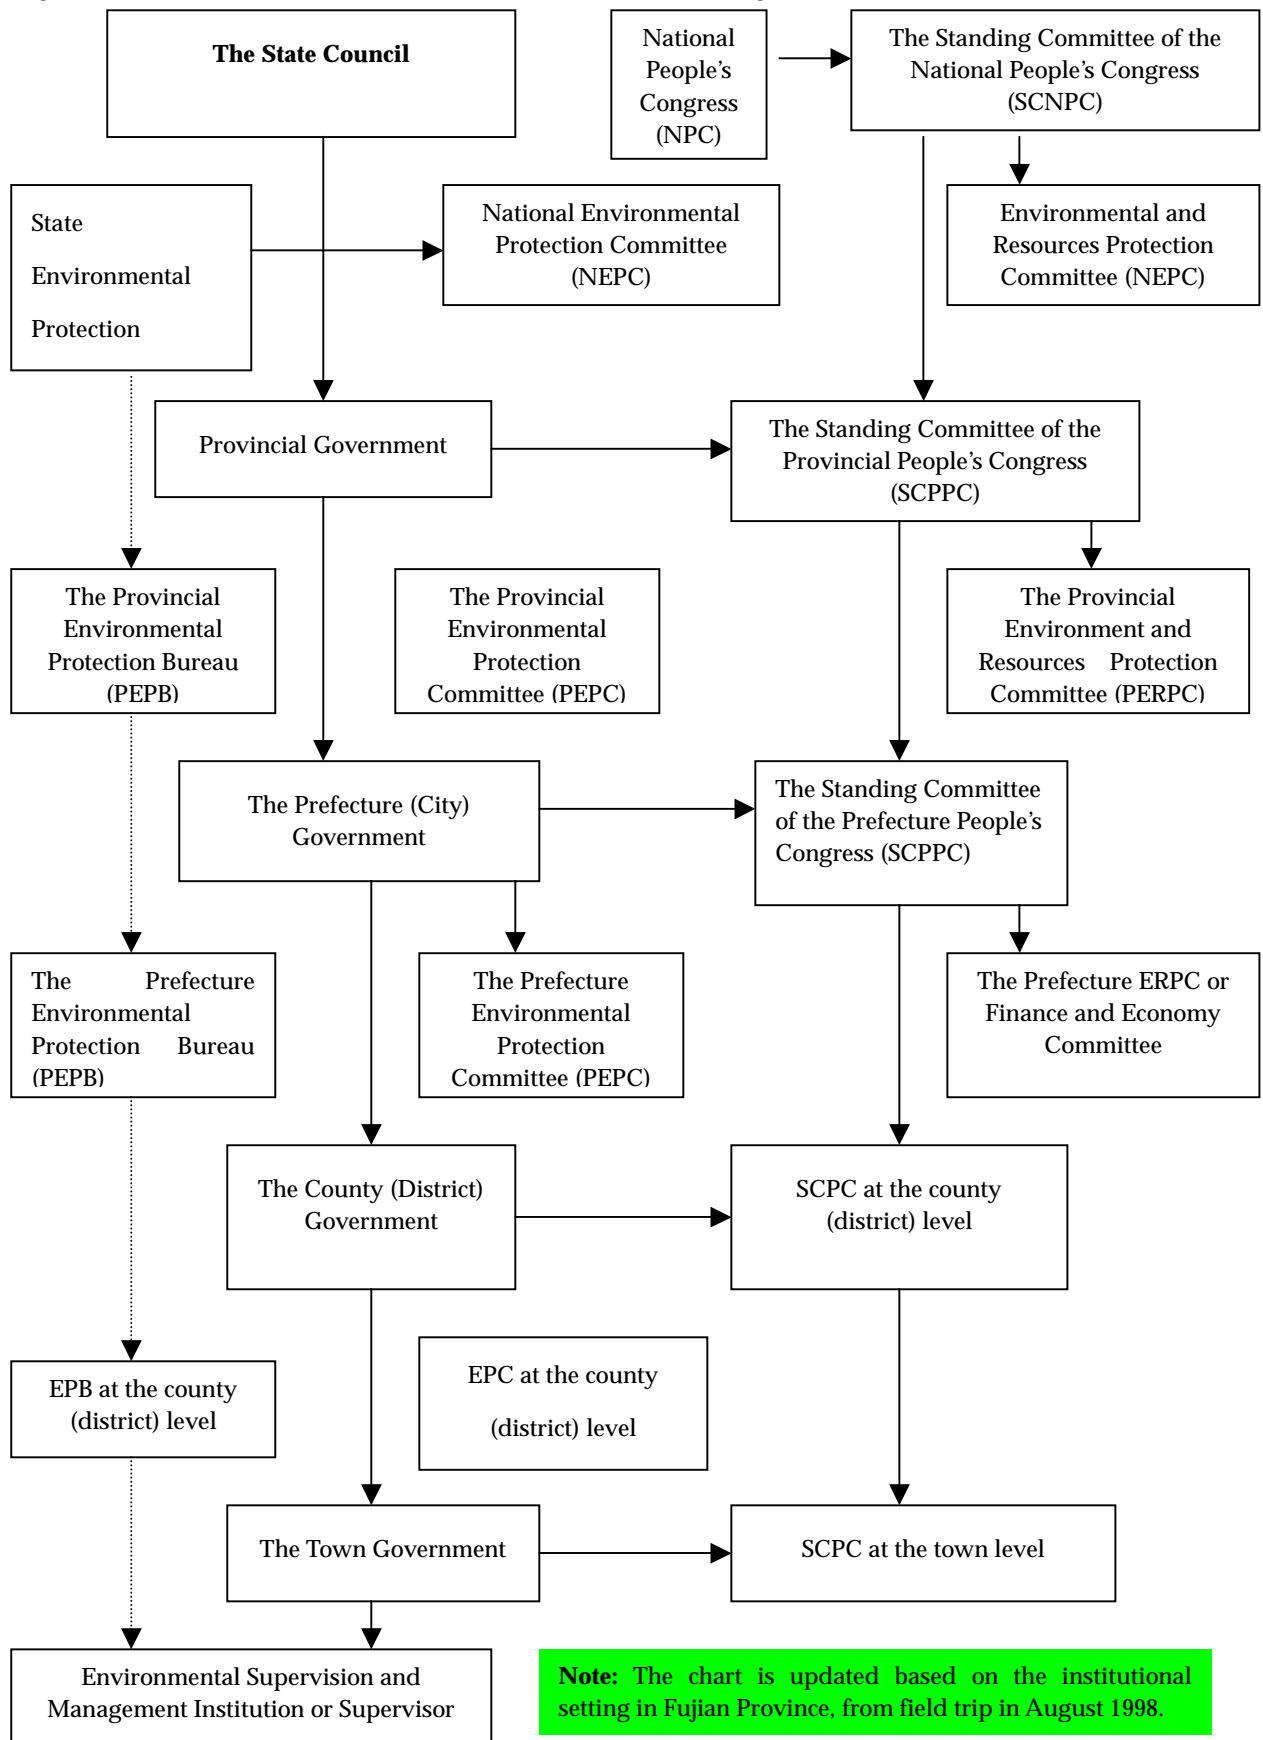 The State Council
National
People's
Congress
(NPC)
The Standing Committee of the
National People's Congress
(SCNPC)
State
Environmental
Protection
National Environmental
Protection Committee
(NEPC)
Environmental and
Resources Protection
Committee (NEPC)
Provincial Government
The Standing Committee of the
Provincial People's Congress
(SCPPC)
The Provincial
Environmental
Protection Bureau
(PEPB)
The Provincial
Environmental
Protection
Committee (PEPC)
The Provincial
Environment and
Resources Protection
Committee (PERPC)
The Prefecture (City)
Government
The Standing Committee
of the Prefecture People's
Congress (SCPPC)
The Prefecture
Environmental
Protection Bureau
(PEPB)
The Prefecture
Environmental
Protection
Committee (PEPC)
The Prefecture ERPC or
Finance and Economy
Committee
The County (District)
Government
SCPC at the county
(district) level
EPB at the county
(district) level
EPC at the county
(district) level
The Town Government
SCPC at the town level
Environmental Supervision and
Management Institution or Supervisor
Note: The chart is updated based on the institutional
setting in Fujian Province, from field trip in August 1998.